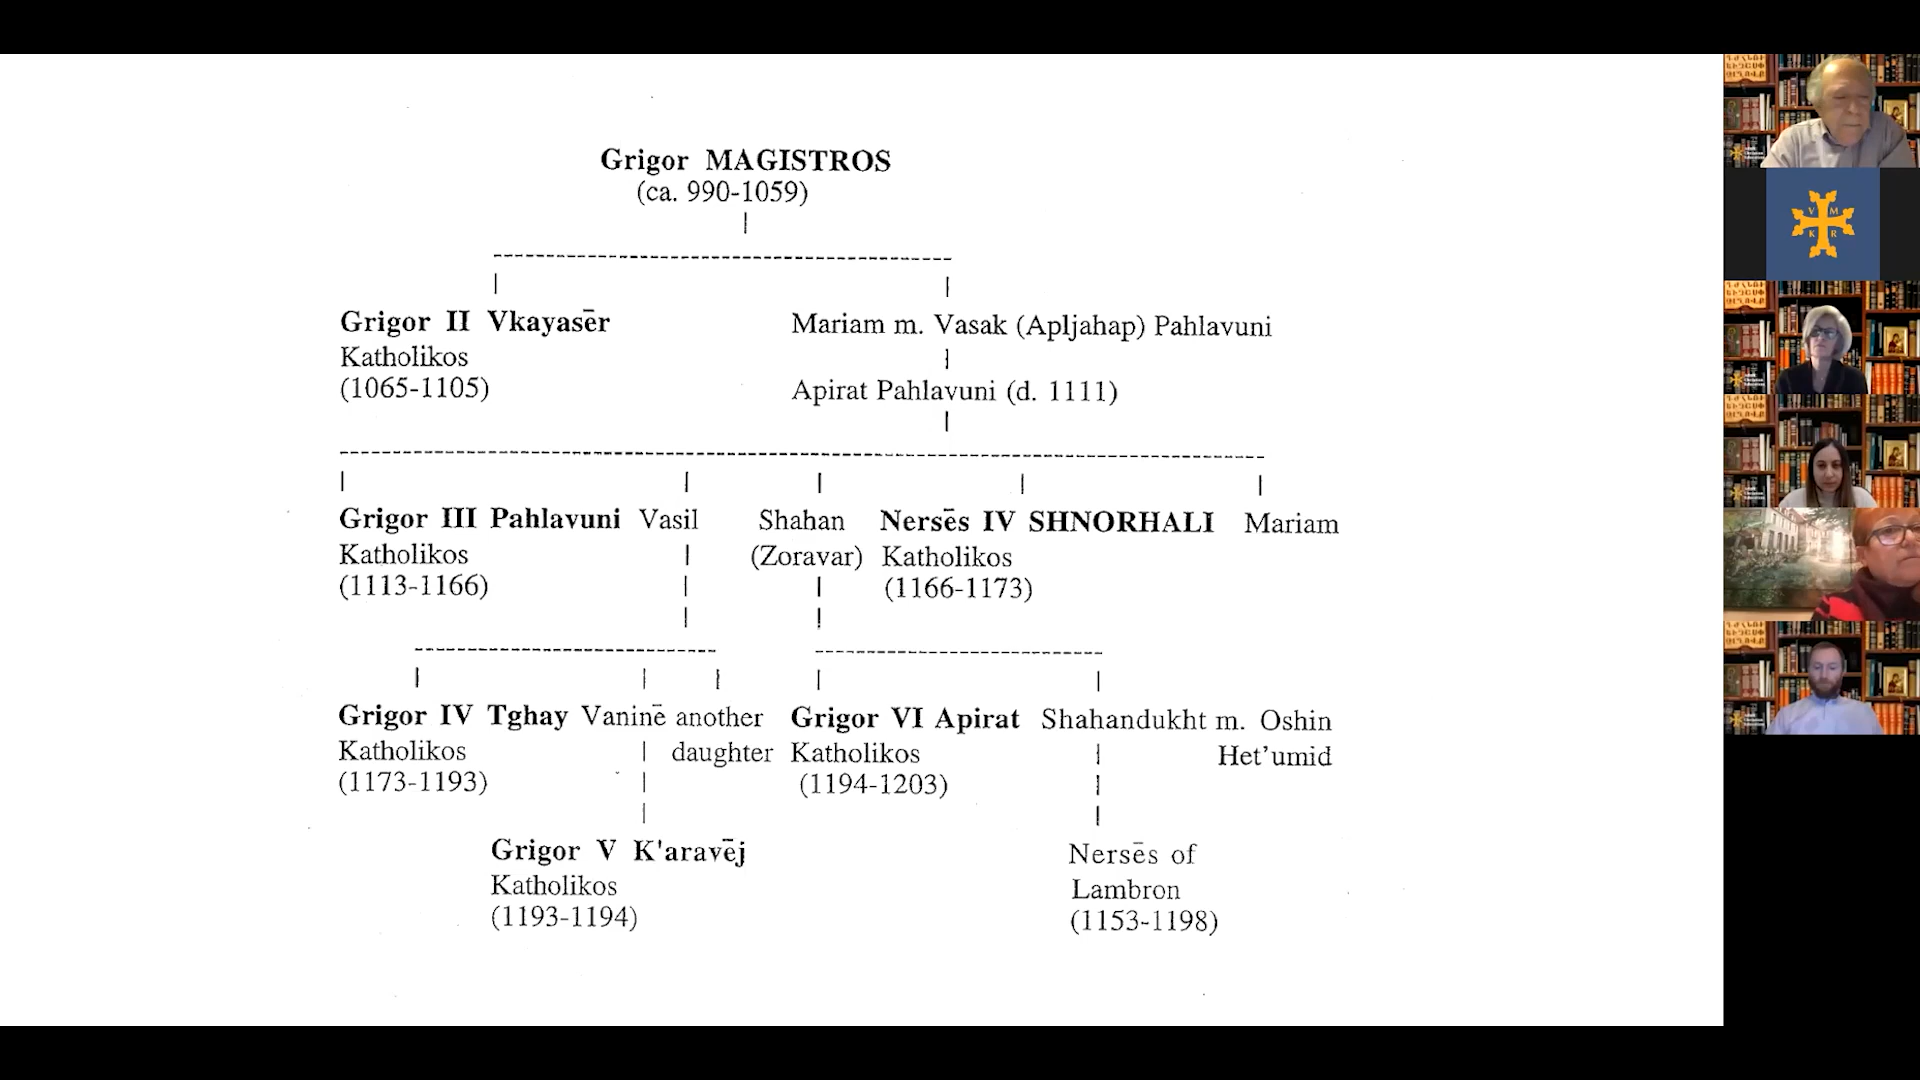 Grigor MAGISTROS
(ca. 990-1059)
Grigor II Vkayasēr
Katholikos
(1065-1105)
Mariam m. Vasak (Apljahap) Pahlavuni
Apirat Pahlavuni (d. 1111)
Grigor III Pahlavuni
Katholikos
(1113-1166)
Vasil
Shahan
(Zoravar)
Nersēs IV SHNORHALI
Katholikos
(1166-1173)
Mariam
Grigor IV Tghay
Katholikos
(1173-1193)
Vaninē
another
daughter
Grigor VI Apirat
Katholikos
(1194-1203)
Shahandukht m. Oshin
Het’umid
Grigor V K'aravēj
Katholikos
(1193-1194)
Nersēs of
Lambron
(1153-1198)
V M
K R